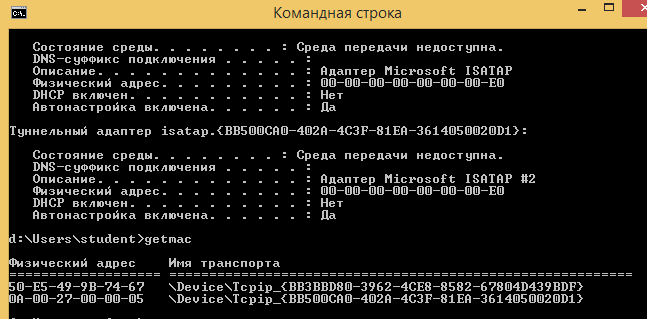 Командная строка
C:\.
Состояние среды. . . . . . . . : Среда передачи недоступна.
DNS-суффикс подключения . . . . . :
Описание. . . . . . . . . . . . . : Адаптер Microsoft ISATAP
Физический адрес. . . . . . . . . : 00-00-00-00-00-00-00-E0
DHCP включен. . . . . . . . . . . : Нет
Автонастройка включена. . . . . . : Да
Туннельный адаптер isatap.{BB500CA0-402A-4C3F-81EA-3614050020D1}:
Состояние среды. . . . . . . . : Среда передачи недоступна.
DNS-суффикс подключения . . . . . :
Описание. . . . . . . . . . . . . : Адаптер Microsoft ISATAP #2
Физический адрес. . . . . . . . . : 00-00-00-00-00-00-00-E0
DHCP включен. . . . . . . . . . . : Нет
Автонастройка включена. . . . . . : Да
d:\Users\student>getmac
Физический адрес    Имя транспорта
=================== ==========================================================
50-E5-49-9B-74-67   \Device\Tcpip_{BB3BBD80-3962-4CE8-8582-67804D439BDF}
0A-00-27-00-00-05   \Device\Tcpip_{BB500CA0-402A-4C3F-81EA-3614050020D1}